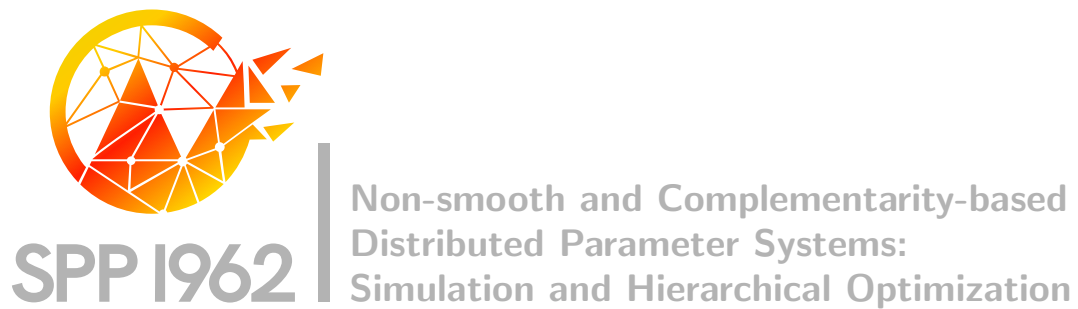 SPP 1962
Non-smooth and Complementarity-based
Distributed Parameter Systems:
Simulation and Hierarchical Optimization